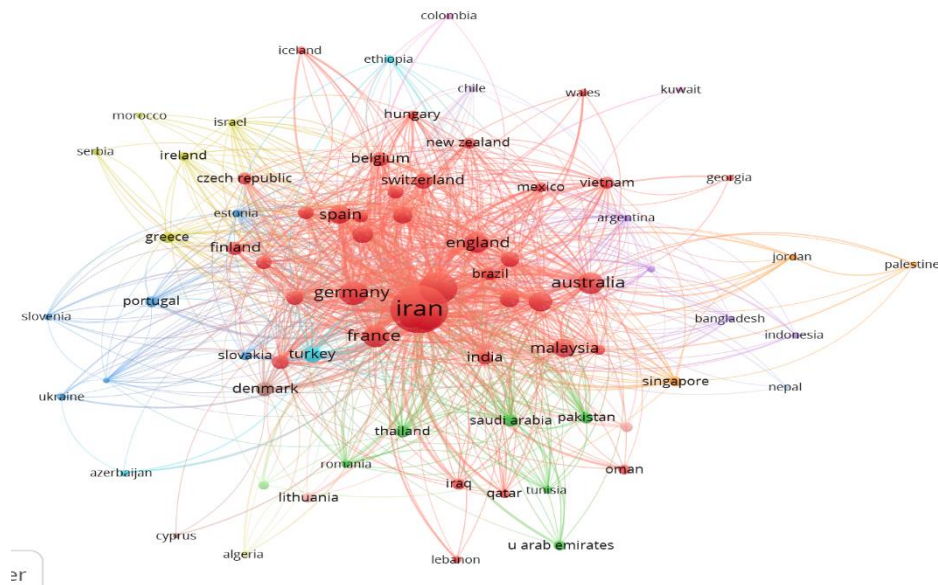 colombia
iceland
ethiopia
chile
wales
kuwait
morocco
israel
hungary
new zealand
serbia
ireland
belgium
czech republic
switzerland
mexico
vietnam
georgia
estonia
spain
argentina
greece
finland
england
jordan
palestine
brazil
germany
australia
portugal
iran
slovenia
bangladesh
france
indonesia
slovakia
turkey
india
malaysia
denmark
singapore
nepal
ukraine
saudi arabia
pakistan
thailand
azerbaijan
romania
oman
lithuania
iraq
qatar
tunisia
cyprus
algeria
lebanon
u arab emirates
er